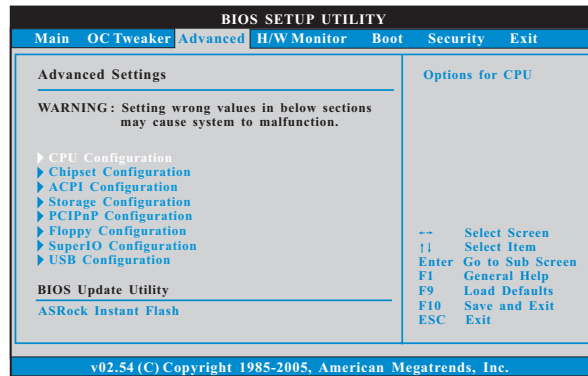 BIOS SETUP UTILITY
Main OC Tweaker Advanced H/W Monitor Boot Security Exit
Advanced Settings
WARNING : Setting wrong values in below sections
may cause system to malfunction.
CPU Configuration
Chipset Configuration
ACPI Configuration
Storage Configuration
PCIPnP Configuration
Floppy Configuration
SuperIO Configuration
USB Configuration
BIOS Update Utility
ASRock Instant Flash
Options for CPU
←→ Select Screen
↑↓ Select Item
Enter Go to Sub Screen
F1 General Help
F9 Load Defaults
F10 Save and Exit
ESC Exit
v02.54 (C) Copyright 1985-2005, American Megatrends, Inc.